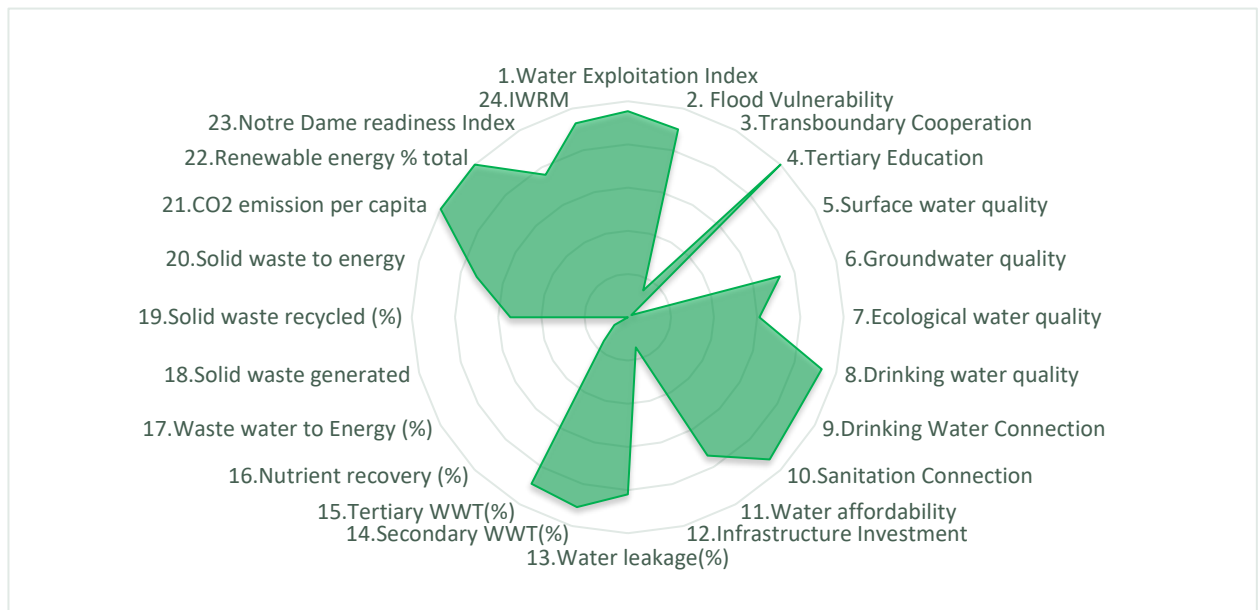 1.Water Exploitation Index
2. Flood Vulnerability
3.Transboundary Cooperation
4.Tertiary Education
5.Surface water quality
6.Groundwater quality
7.Ecological water quality
8.Drinking water quality
9.Drinking Water Connection
10.Sanitation Connection
11.Water affordability
12.Infrastructure Investment
13.Water leakage(%)
14.Secondary WWT(%)
15.Tertiary WWT(%)
16.Nutrient recovery (%)
17.Waste water to Energy (%)
18.Solid waste generated
19.Solid waste recycled (%)
20.Solid waste to energy
21.CO2 emission per capita
22.Renewable energy % total
23.Notre Dame readiness Index
24.IWRM